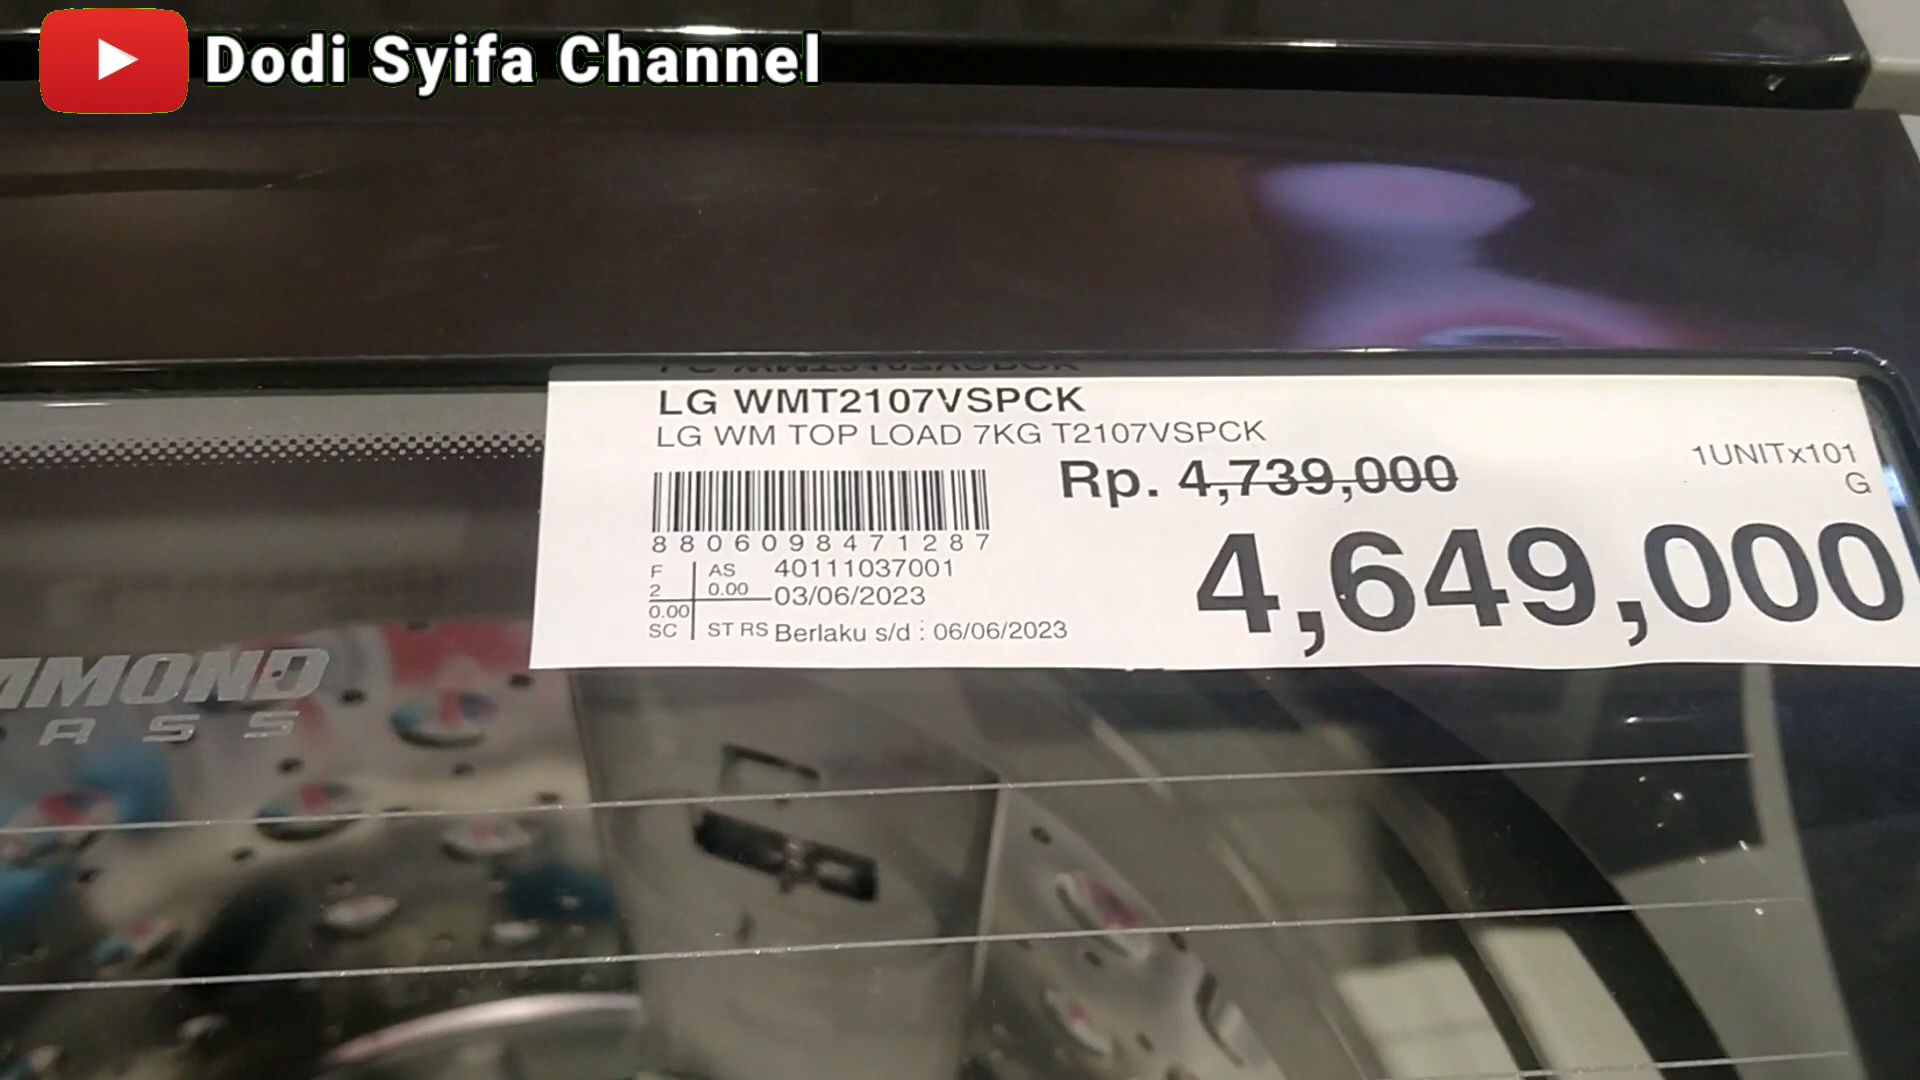 Dodi Syifa Channel
LG WMT2107VSPCK
LG WM TOP LOAD 7KG T2107VSPCK
Rp. 4,739,000
1UNITx101
G
4,649,000
8806098471287
F AS 40111037001
2 0.00 03/06/2023
0.00
SC ST RS Berlaku s/d : 06/06/2023